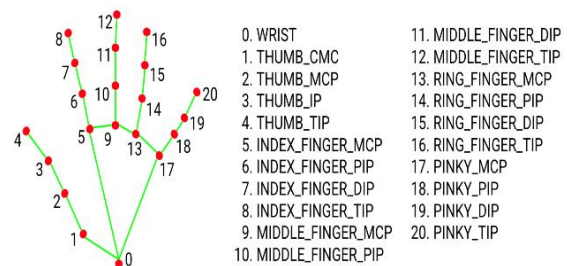 12
8
16
11
7
15
20
6
10
14
19
4
5
9
13
18
3
17
2
1
0
0. WRIST
1. THUMB_CMC
2. THUMB_MCP
3. THUMB_IP
4. THUMB_TIP
5. INDEX_FINGER_MCP
6. INDEX_FINGER_PIP
7. INDEX_FINGER_DIP
8. INDEX_FINGER_TIP
9. MIDDLE_FINGER_MCP
10. MIDDLE_FINGER_PIP
11. MIDDLE_FINGER_DIP
12. MIDDLE_FINGER_TIP
13. RING_FINGER_MCP
14. RING_FINGER_PIP
15. RING_FINGER_DIP
16. RING_FINGER_TIP
17. PINKY_MCP
18. PINKY_PIP
19. PINKY_DIP
20. PINKY_TIP